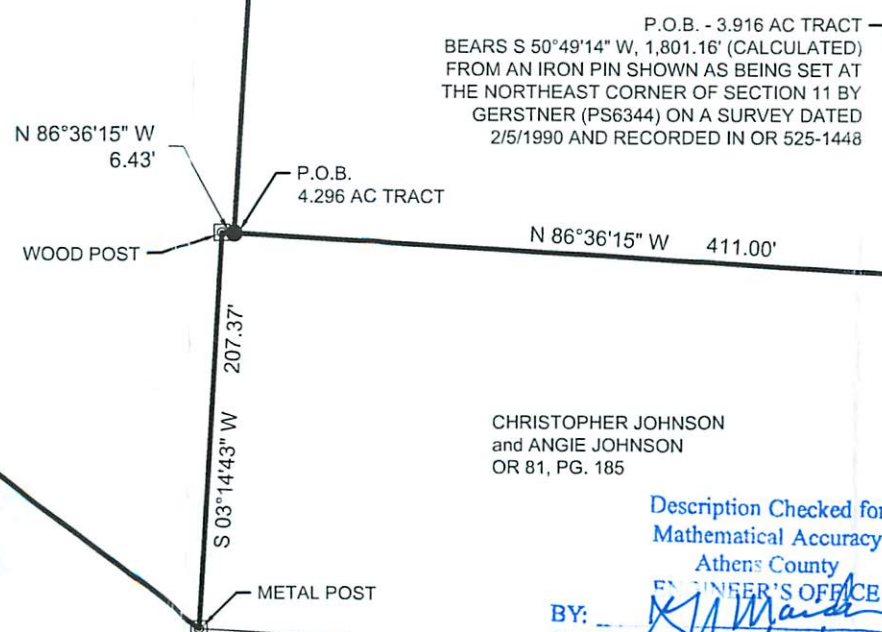 P.O.B. - 3.916 AC TRACT
BEARS S 50°49'14" W, 1,801.16' (CALCULATED)
FROM AN IRON PIN SHOWN AS BEING SET AT
THE NORTHEAST CORNER OF SECTION 11 BY
GERSTNER (PS6344) ON A SURVEY DATED
2/5/1990 AND RECORDED IN OR 525-1448
N 86°36'15" W
6.43'
P.O.B.
4.296 AC TRACT
WOOD POST
N 86°36'15" W 411.00'
S 03°14'43" W 207.37'
CHRISTOPHER JOHNSON
and ANGIE JOHNSON
OR 81, PG. 185
Description Checked for
Mathematical Accuracy
Athens County
ENGINEER'S OFFICE
BY:
METAL POST